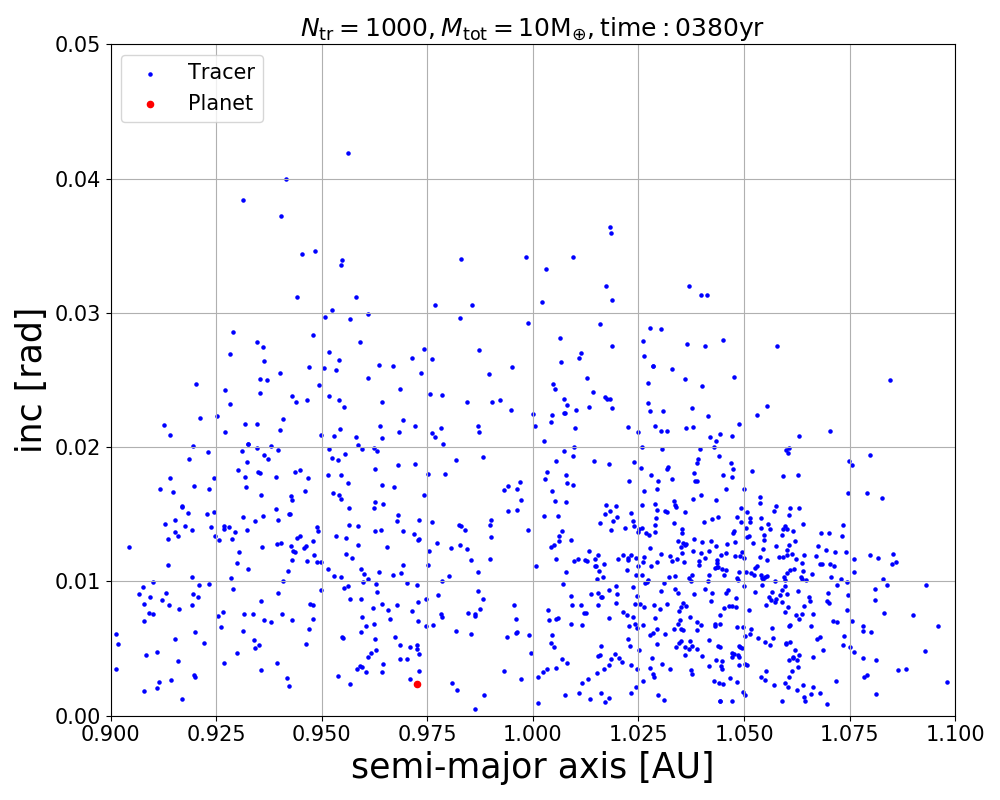 N_tr = 1000, M_tot = 10M_⊕, time : 0380yr
0.05
Tracer
Planet
0.04
0.03
0.02
0.01
0.00
inc [rad]
0.900 0.925 0.950 0.975 1.000 1.025 1.050 1.075 1.100
semi-major axis [AU]